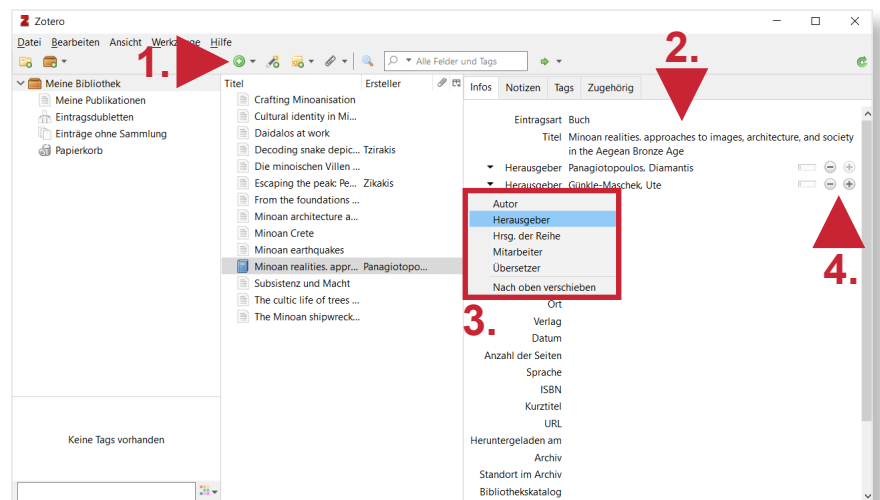 Zotero
Datei Bearbeiten Ansicht Werkzeuge Hilfe
1.
2.
Alle Felder und Tags
Meine Bibliothek
Meine Publikationen
Eintragsdubletten
Einträge ohne Sammlung
Papierkorb
Titel Ersteller
Crafting Minoanisation
Cultural identity in Mi...
Daidalos at work
Decoding snake depic... Tzirakis
Die minoischen Villen ...
Escaping the peak: Pe... Zikakis
From the foundations ...
Minoan architecture a...
Minoan Crete
Minoan earthquakes
Minoan realities. appr... Panagiotopo...
Subsistenz und Macht
The cultic life of trees ...
The Minoan shipwreck...
Infos Notizen Tags Zugehörig
Eintragsart Buch
Titel Minoan realities. approaches to images, architecture, and society
in the Aegean Bronze Age
Herausgeber Panagiotopoulos, Diamantis
Herausgeber Günkle-Maschek, Ute
Autor
Herausgeber
Hrsg. der Reihe
Mitarbeiter
Übersetzer
Nach oben verschieben
3.
4.
Ort
Verlag
Datum
Anzahl der Seiten
Sprache
ISBN
Kurztitel
URL
Heruntergeladen am
Archiv
Standort im Archiv
Bibliothekskatalog
Keine Tags vorhanden